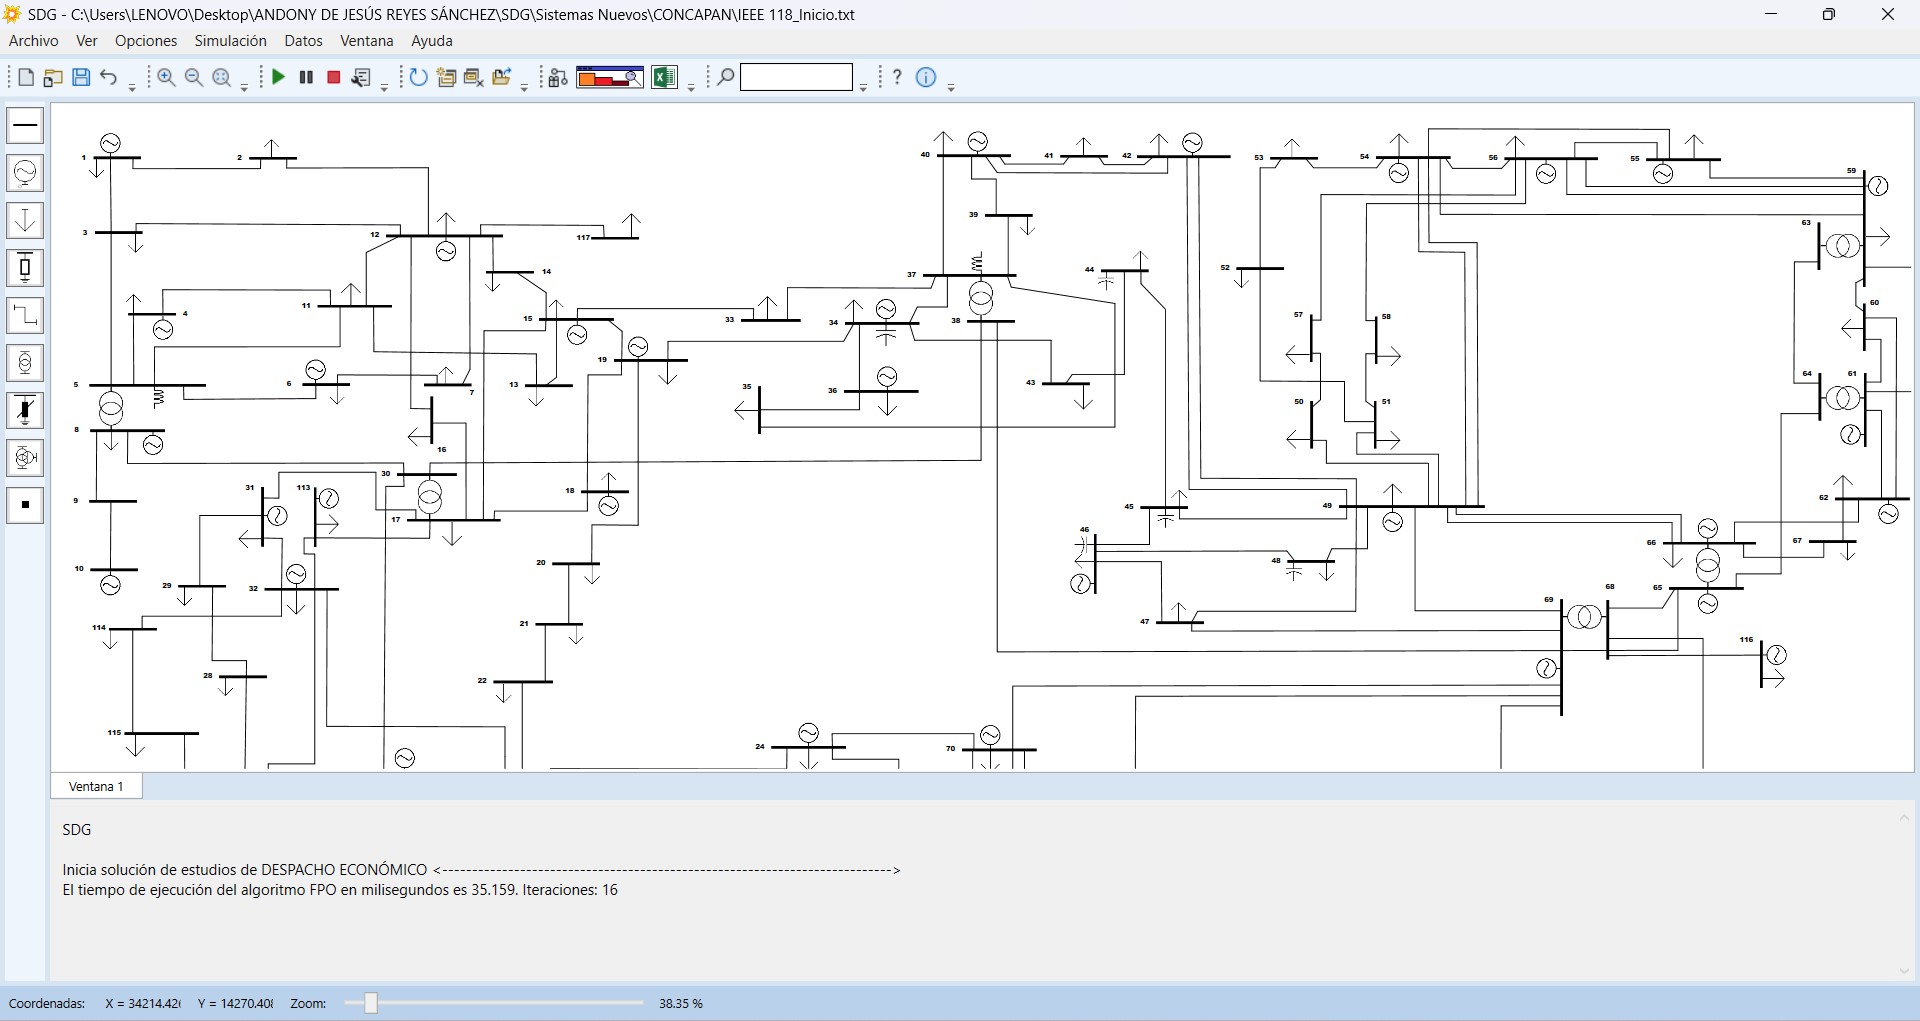 SDG - C:\Users\LENOVO\Desktop\ANDONY DE JESÚS REYES SÁNCHEZ\SDG\Sistemas Nuevos\CONCAPAN\IEEE 118_Inicio.txt
Archivo Ver Opciones Simulación Datos Ventana Ayuda
1 2 40 41 42 53 54 56 55 59
3 12 117 39 63
37 44 52 14
4 11 15 33 34 38 57 58 60
5 6 7 13 19 35 36 43 64 61
8 16 50 51
9 31 113 30 17 18 45 49 62
46 66 67
10 29 32 20 48 65 68 69
114 21 47 116
28 22
115 24 70
Ventana 1
SDG
Inicia solución de estudios de DESPACHO ECONÓMICO <--------------------------------------------------------------------------->
El tiempo de ejecución del algoritmo FPO en milisegundos es 35.159. Iteraciones: 16
Coordenadas: X = 34214.42 Y = 14270.40 Zoom: 38.35 %